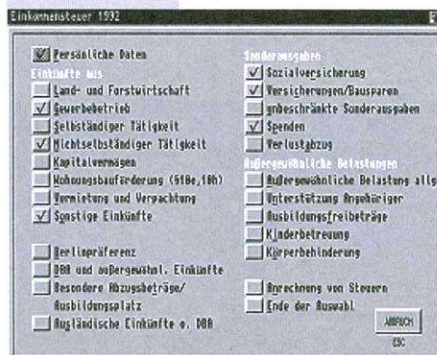 Einkommensteuer 1992
Persönliche Daten
Einkünfte aus
Land- und Forstwirtschaft
Gewerbebetrieb
Selbständiger Tätigkeit
Nichtselbständiger Tätigkeit
Kapitalvermögen
Wohnungsbauförderung (§10e,10h)
Vermietung und Verpachtung
Sonstige Einkünfte
Berlinpräferenz
DBA und außergewöhnl. Einkünfte
Besondere Abzugsbeträge/
Ausbildungsplatz
Ausländische Einkünfte o. DBA
Sonderausgaben
Sozialversicherung
Versicherungen/Bausparen
unbeschränkte Sonderausgaben
Spenden
Verlustabzug
Außergewöhnliche Belastungen
Außergewöhnliche Belastung allg
Unterstützung Angehöriger
Ausbildungsfreibeträge
Kinderbetreuung
Körperbehinderung
Anrechnung von Steuern
Ende der Auswahl
ABBRUCH
ESC